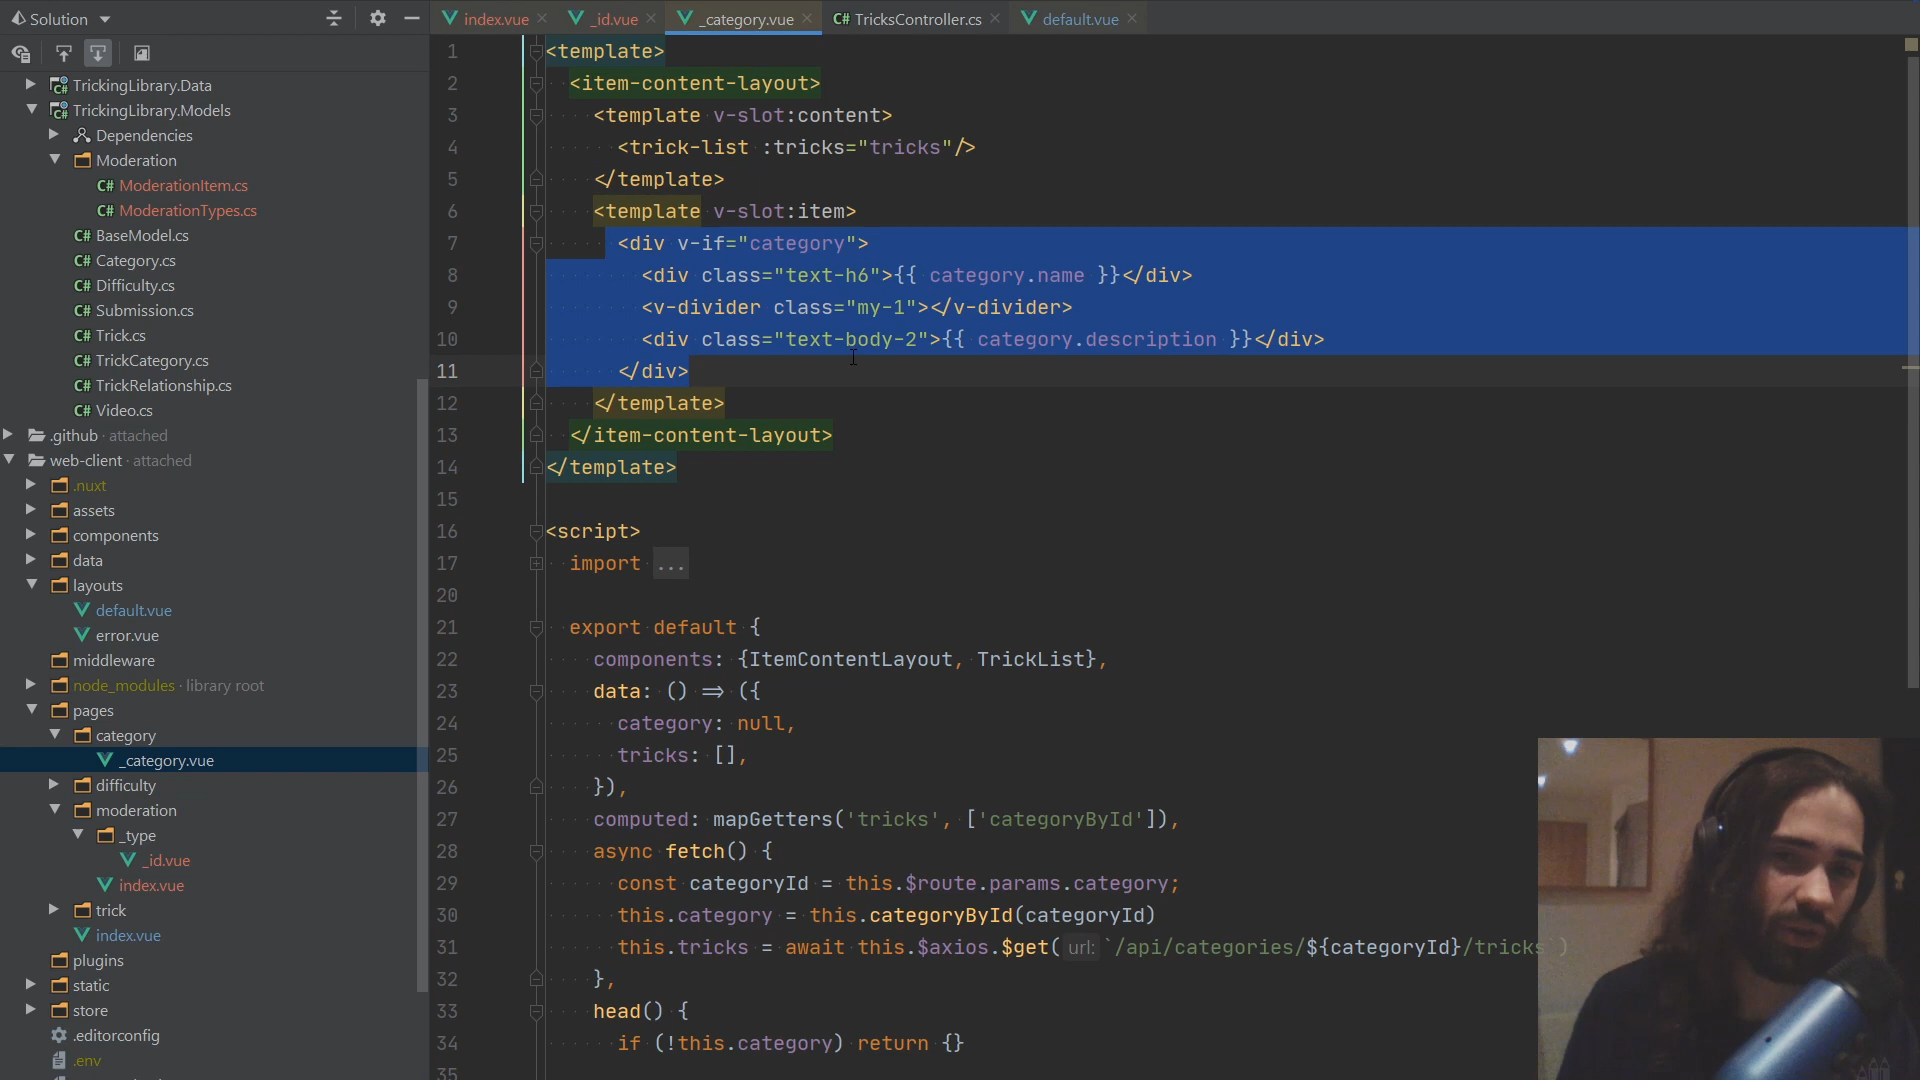 Solution
index.vue
_id.vue
_category.vue
C# TricksController.cs
default.vue
TrickingLibrary.Data
TrickingLibrary.Models
Dependencies
Moderation
C# ModerationItem.cs
C# ModerationTypes.cs
C# BaseModel.cs
C# Category.cs
C# Difficulty.cs
C# Submission.cs
C# Trick.cs
C# TrickCategory.cs
C# TrickRelationship.cs
C# Video.cs
.github · attached
web-client · attached
.nuxt
assets
components
data
layouts
default.vue
error.vue
middleware
node_modules · library root
pages
category
_category.vue
difficulty
moderation
_type
_id.vue
index.vue
trick
index.vue
plugins
static
store
.editorconfig
.env
1 <template>
2 <item-content-layout>
3 <template v-slot:content>
4 <trick-list :tricks="tricks"/>
5 </template>
6 <template v-slot:item>
7 <div v-if="category">
8 <div class="text-h6">{{ category.name }}</div>
9 <v-divider class="my-1"></v-divider>
10 <div class="text-body-2">{{ category.description }}</div>
11 </div>
12 </template>
13 </item-content-layout>
14 </template>
15
16 <script>
17 import ...
20
21 export default {
22 components: {ItemContentLayout, TrickList},
23 data: () => ({
24 category: null,
25 tricks: [],
26 }),
27 computed: mapGetters('tricks', ['categoryById']),
28 async fetch() {
29 const categoryId = this.$route.params.category;
30 this.category = this.categoryById(categoryId)
31 this.tricks = await this.$axios.$get( url: `/api/categories/${categoryId}/tricks`)
32 },
33 head() {
34 if (!this.category) return {}
35